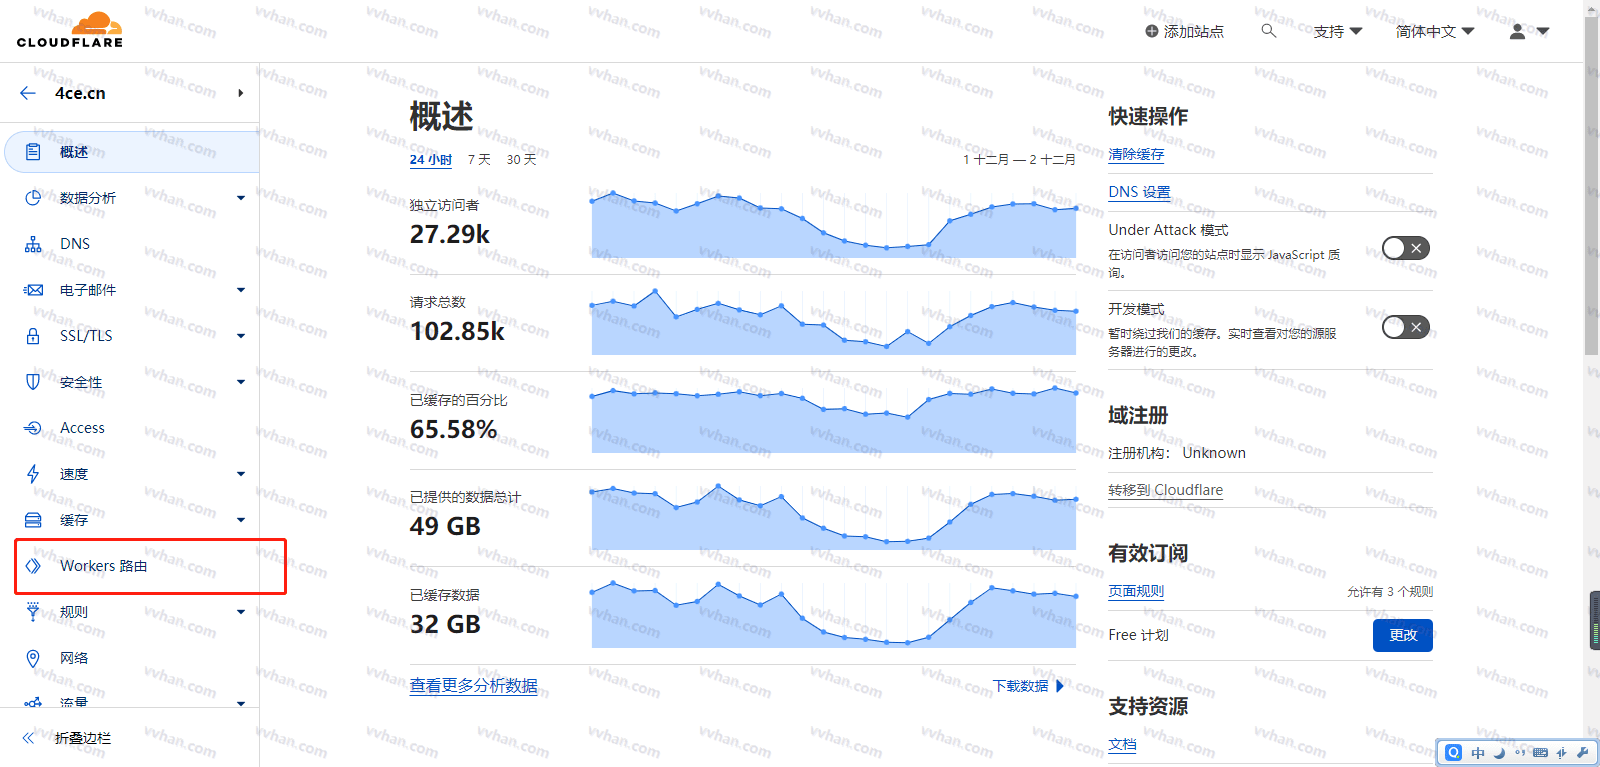 CLOUDFLARE
添加站点
支持
简体中文
4ce.cn
概述
数据分析
DNS
电子邮件
SSL/TLS
安全性
Access
速度
缓存
Workers 路由
规则
网络
流量
折叠边栏
概述
24 小时 7 天 30 天
1 十二月 — 2 十二月
独立访问者
27.29k
请求总数
102.85k
已缓存的百分比
65.58%
已提供的数据总计
49 GB
已缓存数据
32 GB
查看更多分析数据
下载数据
快速操作
清除缓存
DNS 设置
Under Attack 模式
在访问者访问您的站点时显示 JavaScript 质
询。
开发模式
暂时绕过我们的缓存。实时查看对您的源服
务器进行的更改。
域注册
注册机构： Unknown
转移到 Cloudflare
有效订阅
页面规则
允许有 3 个规则
Free 计划
更改
支持资源
文档
中
vvhan.com